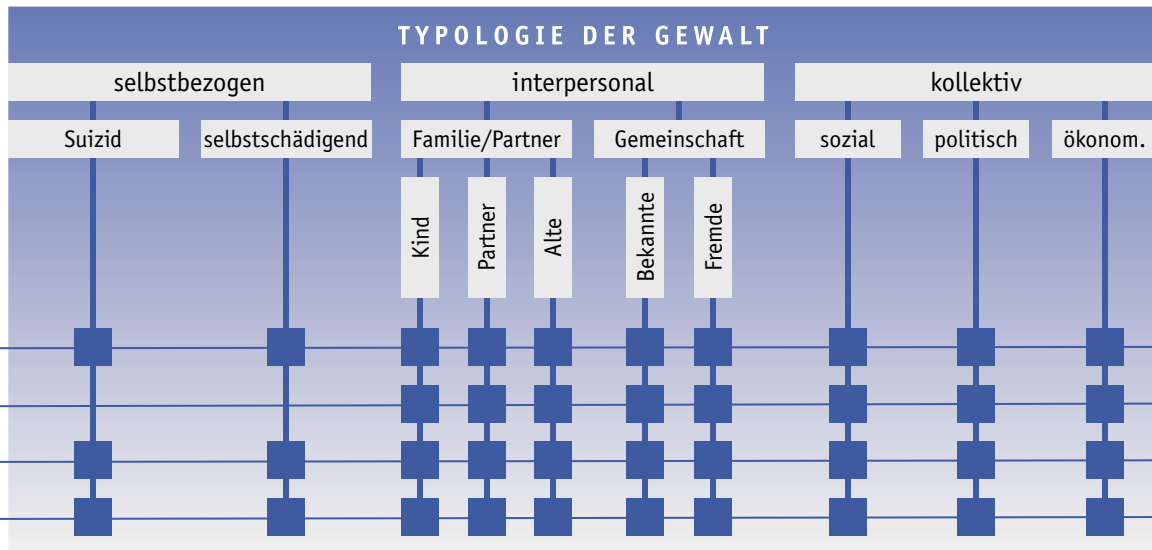 TYPOLOGIE DER GEWALT
selbstbezogen
interpersonal
kollektiv
Suizid
selbstschädigend
Familie/Partner
Gemeinschaft
sozial
politisch
ökonom.
Kind
Partner
Alte
Bekannte
Fremde